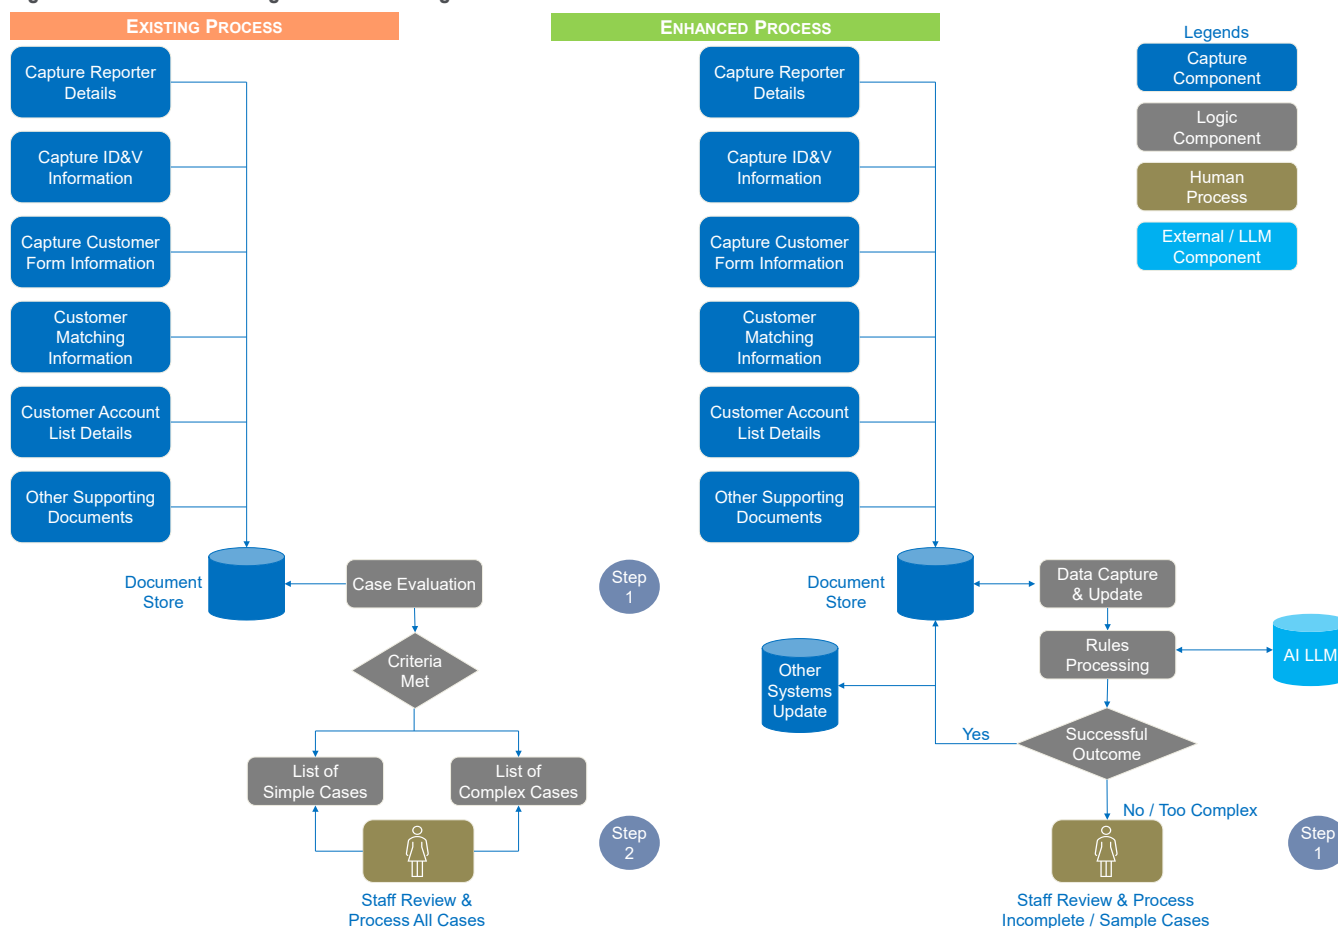 EXISTING PROCESS
Capture Reporter
Details
Capture ID&V
Information
Capture Customer
Form Information
Customer
Matching
Information
Customer Account
List Details
Other Supporting
Documents
Document
Store
Case Evaluation
Criteria
Met
List of
Simple Cases
List of
Complex Cases
Staff Review &
Process All Cases
Step
1
Step
2
ENHANCED PROCESS
Capture Reporter
Details
Capture ID&V
Information
Capture Customer
Form Information
Customer
Matching
Information
Customer Account
List Details
Other Supporting
Documents
Document
Store
Data Capture
& Update
Rules
Processing
AI LLM
Other
Systems
Update
Yes
Successful
Outcome
No / Too Complex
Staff Review & Process
Incomplete / Sample Cases
Step
1
Legends
Capture
Component
Logic
Component
Human
Process
External / LLM
Component